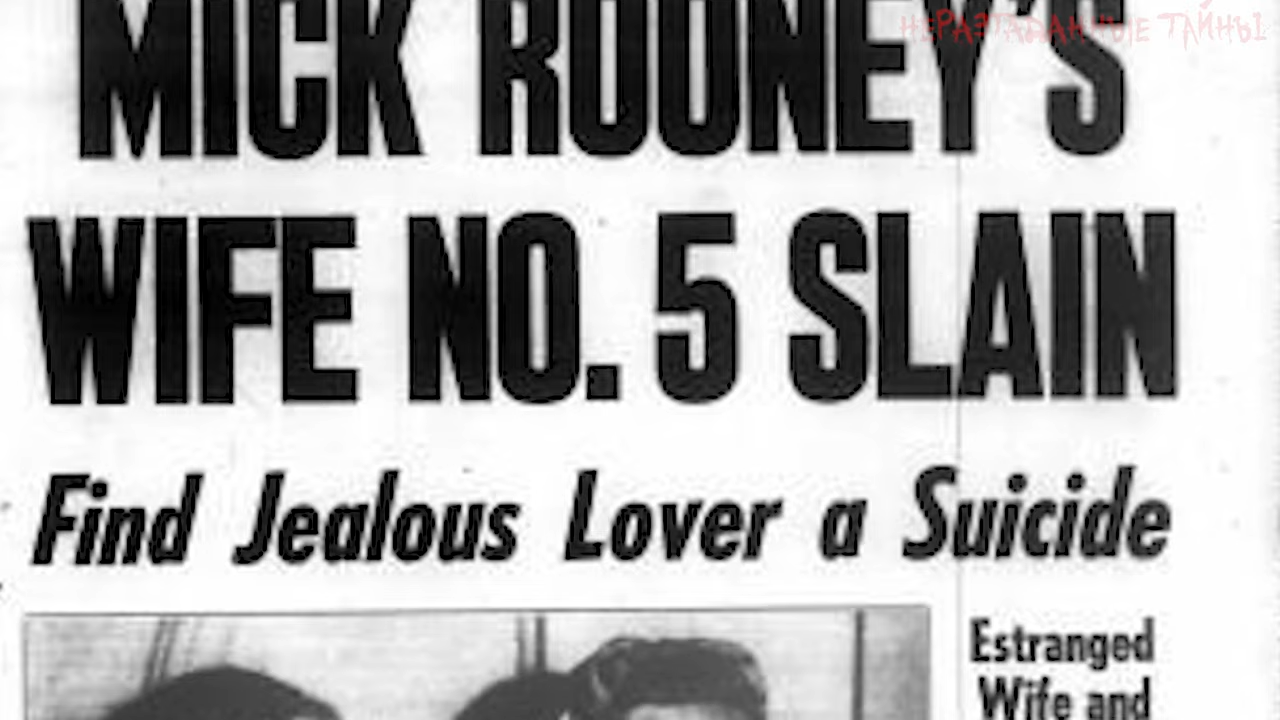 НЕРАЗГАДАННЫЕ ТАЙНЫ
MICK ROONEY'S
WIFE NO. 5 SLAIN
Find Jealous Lover a Suicide
Estranged
Wife and